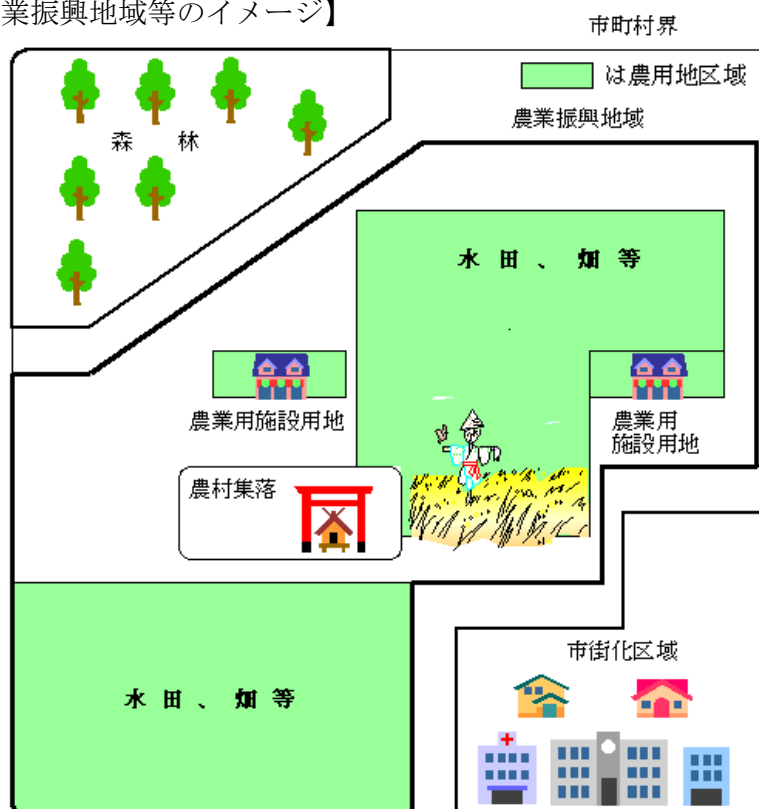 業振興地域等のイメージ】
市町村界
は農用地区域
農業振興地域
森 林
水 田 、 畑 等
農業用施設用地
農業用
施設用地
農村集落
市街化区域
水 田 、 畑 等